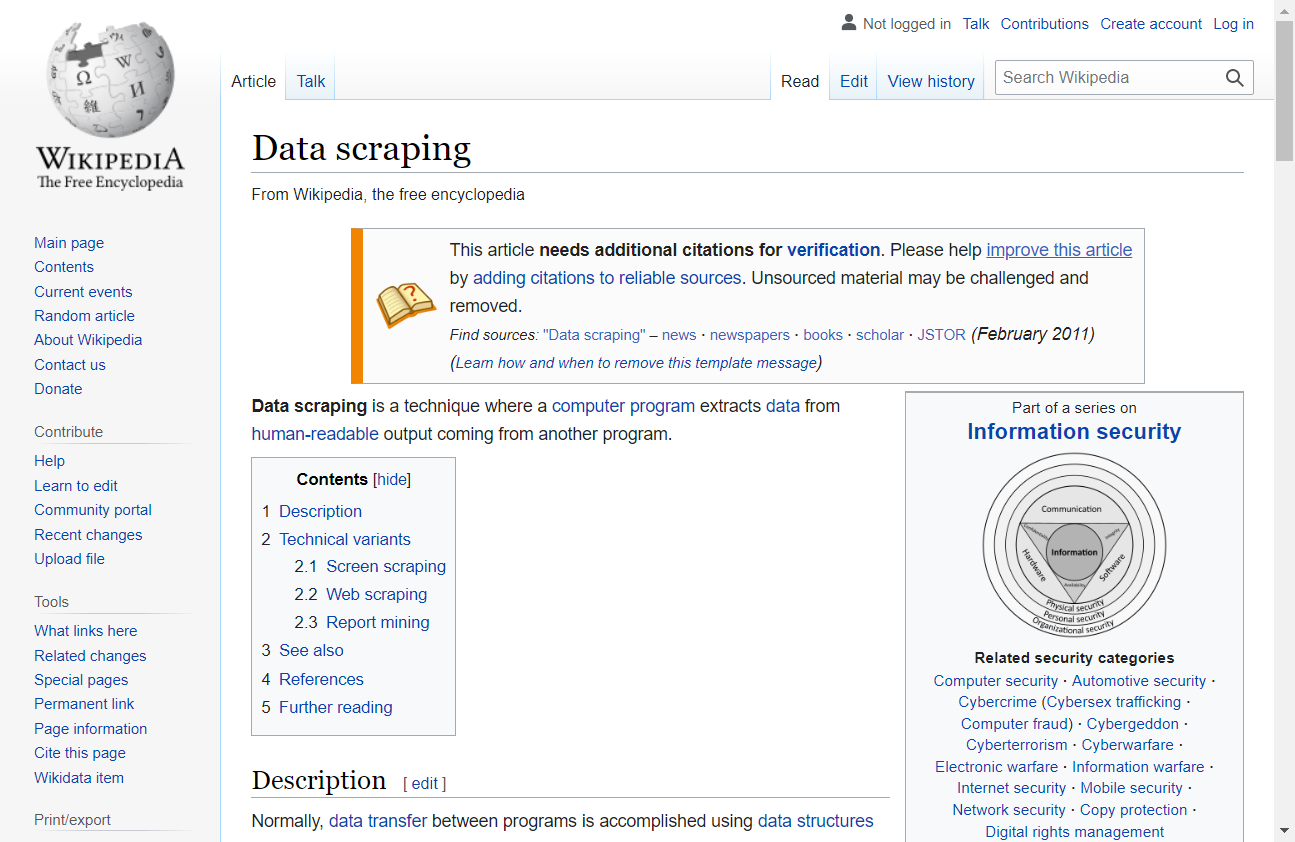 Not logged in Talk Contributions Create account Log in
Article Talk Read Edit View history Search Wikipedia
WIKIPEDIA
The Free Encyclopedia
Main page
Contents
Current events
Random article
About Wikipedia
Contact us
Donate
Contribute
Help
Learn to edit
Community portal
Recent changes
Upload file
Tools
What links here
Related changes
Special pages
Permanent link
Page information
Cite this page
Wikidata item
Print/export
Data scraping
From Wikipedia, the free encyclopedia
This article needs additional citations for verification. Please help improve this article
by adding citations to reliable sources. Unsourced material may be challenged and
removed.
Find sources: "Data scraping" – news · newspapers · books · scholar · JSTOR (February 2011)
(Learn how and when to remove this template message)
Data scraping is a technique where a computer program extracts data from
human-readable output coming from another program.
Contents [hide]
1 Description
2 Technical variants
2.1 Screen scraping
2.2 Web scraping
2.3 Report mining
3 See also
4 References
5 Further reading
Description [ edit ]
Normally, data transfer between programs is accomplished using data structures
Part of a series on
Information security
Communication
Confidentiality
Integrity
Information
Hardware
Software
Availability
Physical security
Personal security
Organizational security
Related security categories
Computer security · Automotive security ·
Cybercrime (Cybersex trafficking ·
Computer fraud) · Cybergeddon ·
Cyberterrorism · Cyberwarfare ·
Electronic warfare · Information warfare ·
Internet security · Mobile security ·
Network security · Copy protection ·
Digital rights management